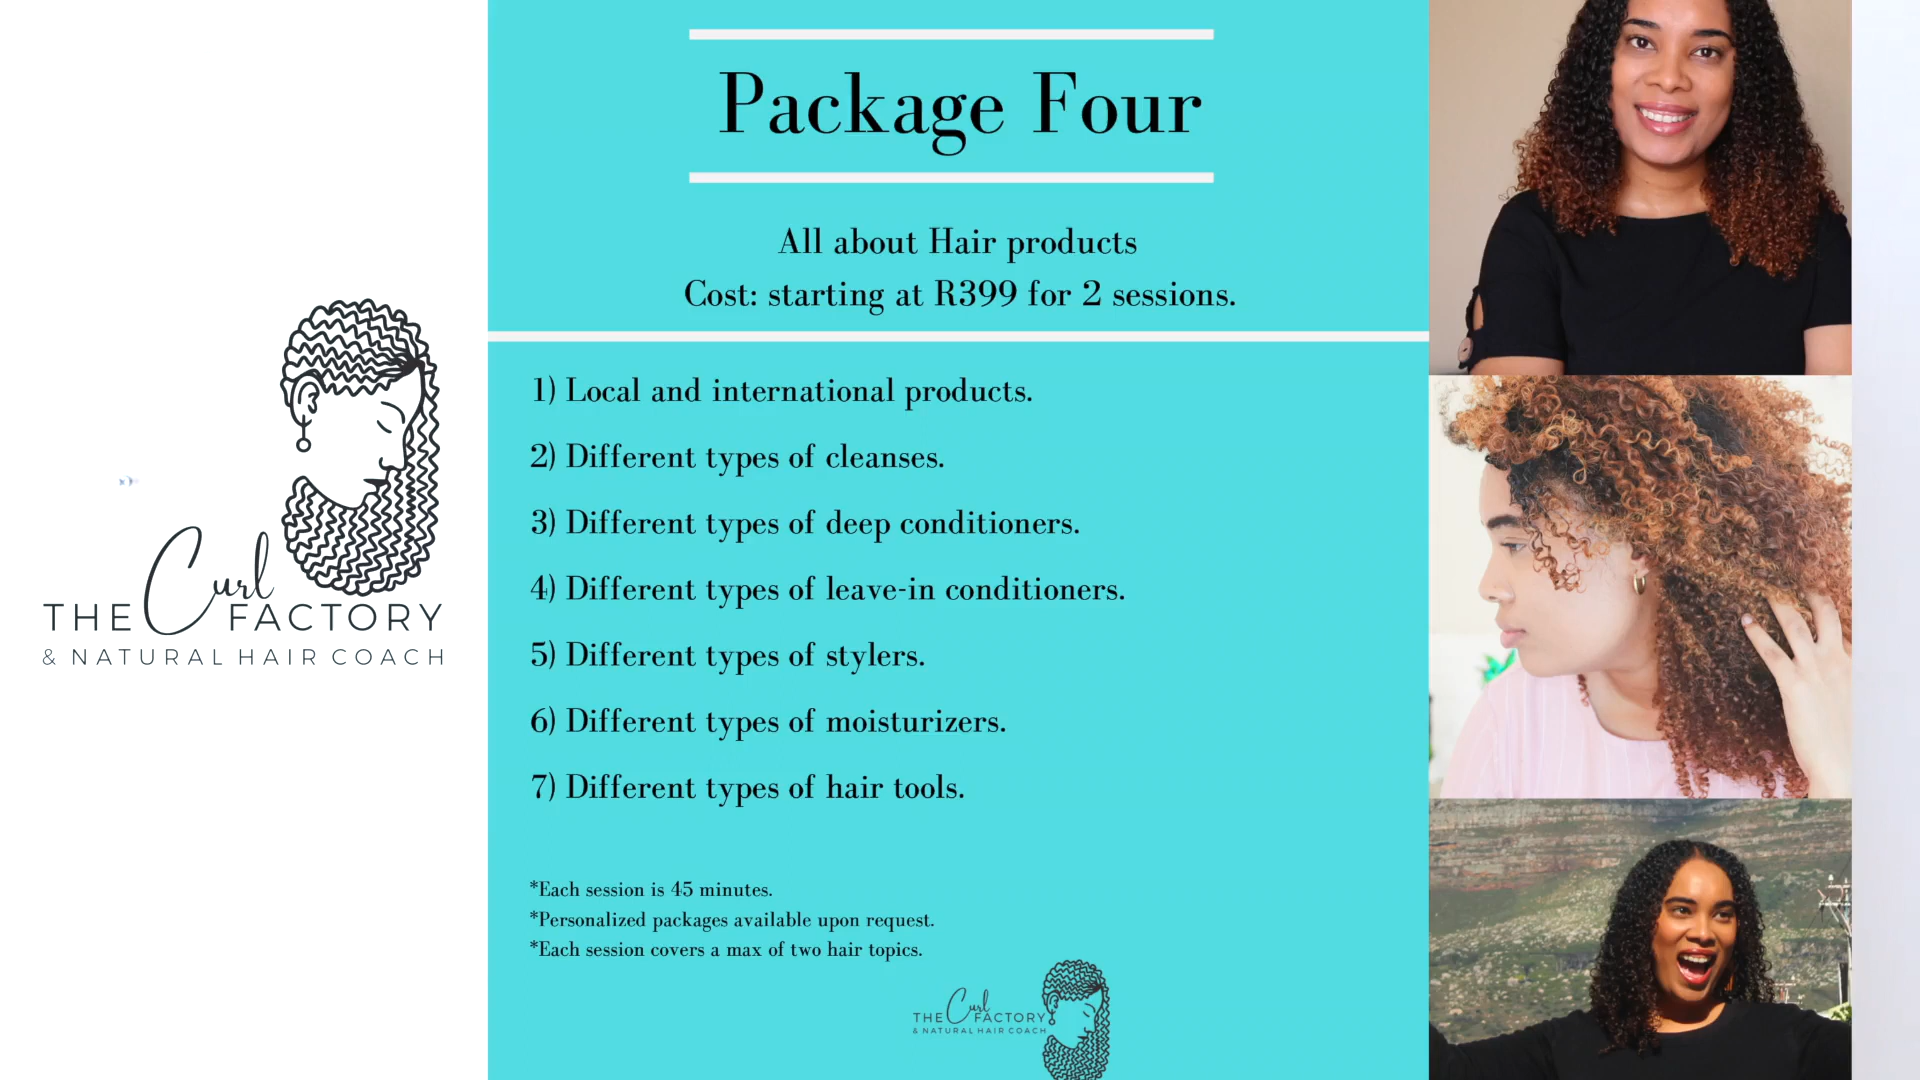 THE Curl FACTORY
& NATURAL HAIR COACH
Package Four
All about Hair products
Cost: starting at R399 for 2 sessions.
1) Local and international products.
2) Different types of cleanses.
3) Different types of deep conditioners.
4) Different types of leave-in conditioners.
5) Different types of stylers.
6) Different types of moisturizers.
7) Different types of hair tools.
*Each session is 45 minutes.
*Personalized packages available upon request.
*Each session covers a max of two hair topics.
THE Curl FACTORY
& NATURAL HAIR COACH